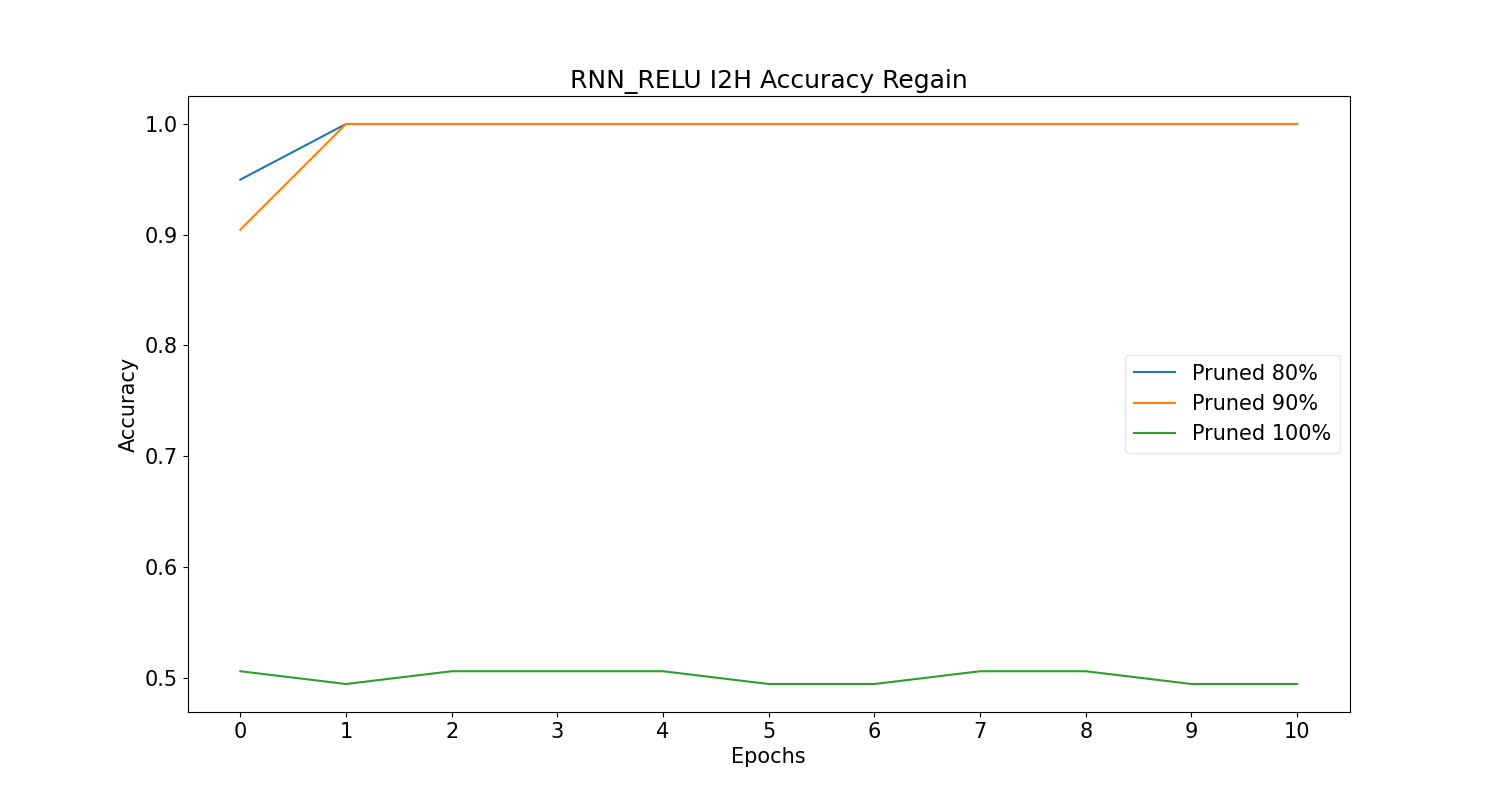 RNN_RELU I2H Accuracy Regain
1.0
0.9
0.8
0.7
0.6
0.5
Accuracy
Pruned 80%
Pruned 90%
Pruned 100%
0 1 2 3 4 5 6 7 8 9 10
Epochs